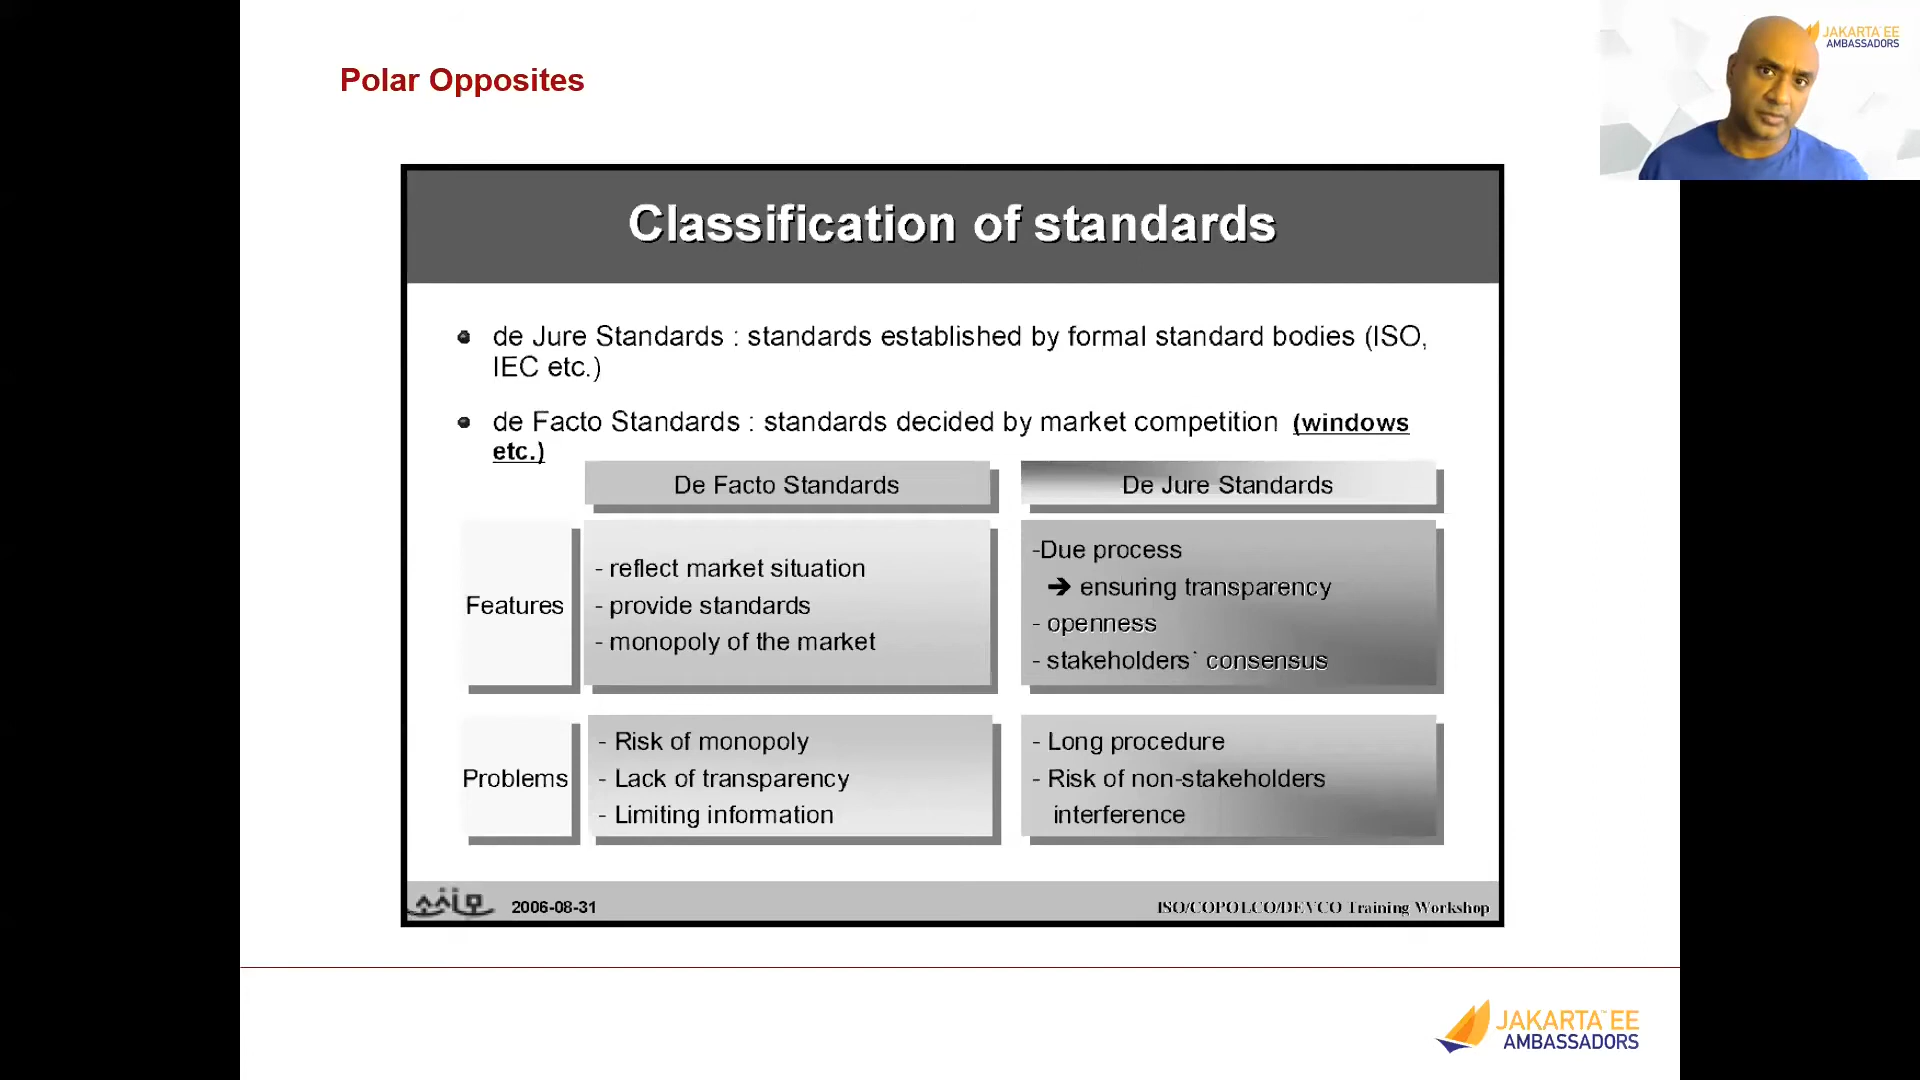 Polar Opposites
JAKARTA EE
AMBASSADORS
Classification of standards
de Jure Standards : standards established by formal standard bodies (ISO,
IEC etc.)
de Facto Standards : standards decided by market competition (windows
etc.)
De Facto Standards
De Jure Standards
Features
- reflect market situation
- provide standards
- monopoly of the market
-Due process
➔ ensuring transparency
- openness
- stakeholders` consensus
Problems
- Risk of monopoly
- Lack of transparency
- Limiting information
- Long procedure
- Risk of non-stakeholders
interference
2006-08-31
ISO/COPOLCO/DEVCO Training Workshop
JAKARTA™ EE
AMBASSADORS